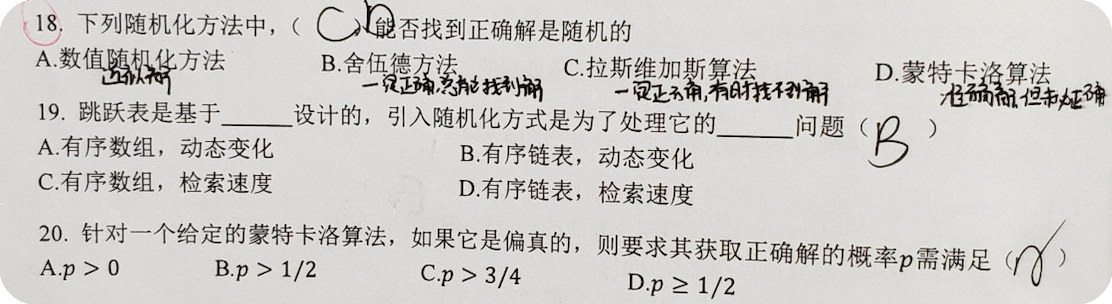 18. 下列随机化方法中，（ C ）能否找到正确解是随机的
A.数值随机化方法 B.舍伍德方法 C.拉斯维加斯算法 D.蒙特卡洛算法
近似解 一定正确,总能找到解 一定正确,有时找不到解 但未必正确
19. 跳跃表是基于______设计的，引入随机化方式是为了处理它的______问题（ B ）
A.有序数组，动态变化 B.有序链表，动态变化
C.有序数组，检索速度 D.有序链表，检索速度
20. 针对一个给定的蒙特卡洛算法，如果它是偏真的，则要求其获取正确解的概率p需满足（ ）
A.p > 0 B.p > 1/2 C.p > 3/4 D.p ≥ 1/2